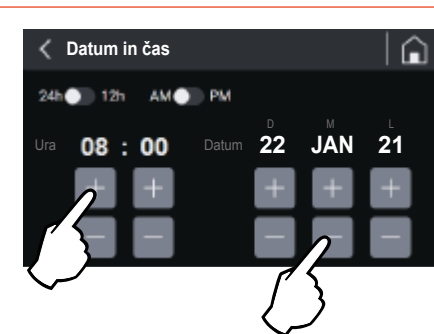 Datum in čas
24h 12h AM PM
D M L
Ura 08 : 00 Datum 22 JAN 21
+ + + + +
− − − − −